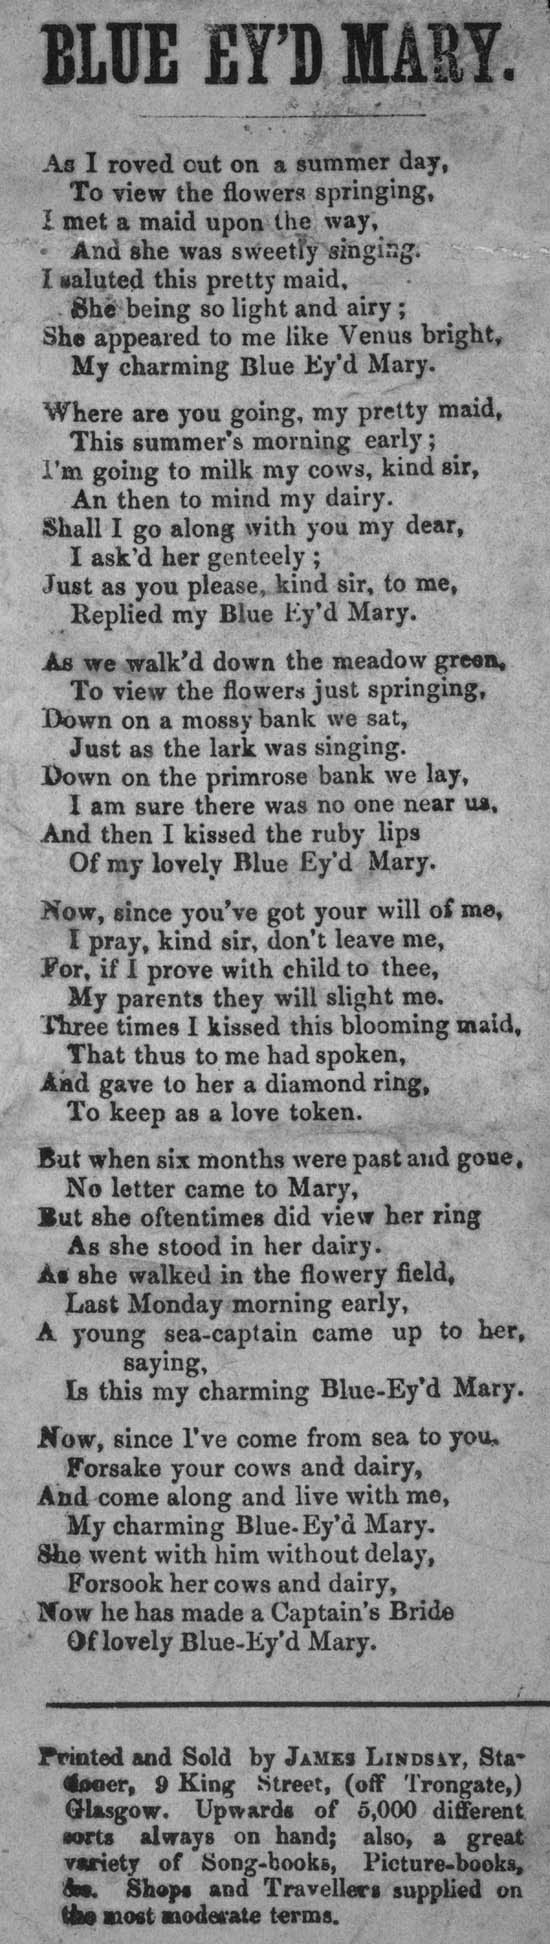 BLUE EY'D MARY.
As I roved out on a summer day,
To view the flowers springing,
I met a maid upon the way,
And she was sweetly singing.
I saluted this pretty maid,
She being so light and airy;
She appeared to me like Venus bright,
My charming Blue Ey'd Mary.
Where are you going, my pretty maid,
This summer's morning early;
I'm going to milk my cows, kind sir,
An then to mind my dairy.
Shall I go along with you my dear,
I ask'd her genteely;
Just as you please, kind sir, to me,
Replied my Blue Ey'd Mary.
As we walk'd down the meadow green,
To view the flowers just springing,
Down on a mossy bank we sat,
Just as the lark was singing.
Down on the primrose bank we lay,
I am sure there was no one near us,
And then I kissed the ruby lips
Of my lovely Blue Ey'd Mary.
Now, since you've got your will of me,
I pray, kind sir, don't leave me,
For, if I prove with child to thee,
My parents they will slight me.
Three times I kissed this blooming maid,
That thus to me had spoken,
And gave to her a diamond ring,
To keep as a love token.
But when six months were past and gone,
No letter came to Mary,
But she oftentimes did view her ring
As she stood in her dairy.
As she walked in the flowery field,
Last Monday morning early,
A young sea-captain came up to her,
saying,
Is this my charming Blue-Ey'd Mary.
Now, since I've come from sea to you,
Forsake your cows and dairy,
And come along and live with me,
My charming Blue-Ey'd Mary.
She went with him without delay,
Forsook her cows and dairy,
Now he has made a Captain's Bride
Of lovely Blue-Ey'd Mary.
Printed and Sold by JAMES LINDSAY, Sta-
tioner, 9 King Street, (off Trongate,)
Glasgow. Upwards of 5,000 different
sorts always on hand; also, a great
variety of Song-books, Picture-books,
&c. Shops and Travellers supplied on
the most moderate terms.